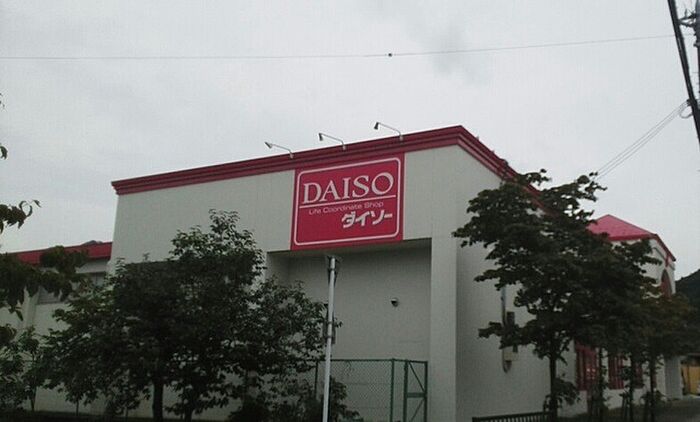 DAISO
Life Coordinate Shop
ダイソー